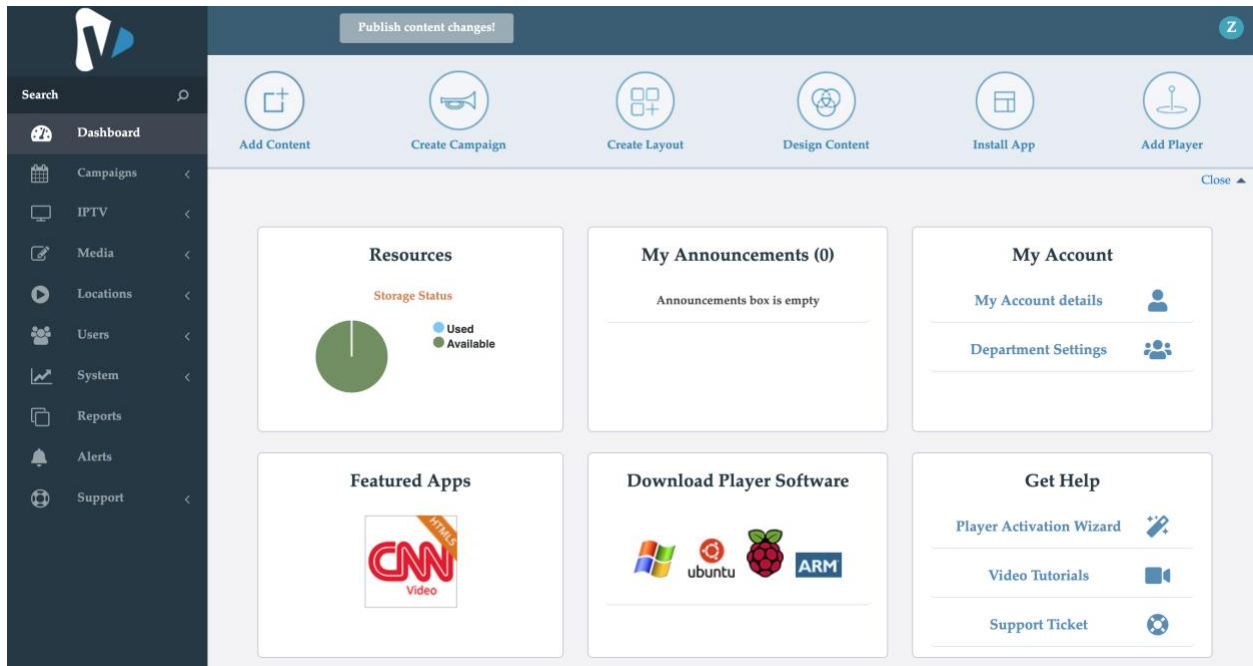 Publish content changes!
Z
Search
Dashboard
Campaigns
IPTV
Media
Locations
Users
System
Reports
Alerts
Support
Add Content
Create Campaign
Create Layout
Design Content
Install App
Add Player
Close
Resources
Storage Status
Used
Available
My Announcements (0)
Announcements box is empty
My Account
My Account details
Department Settings
Featured Apps
HTML5
CNN
Video
Download Player Software
ubuntu
ARM
Get Help
Player Activation Wizard
Video Tutorials
Support Ticket